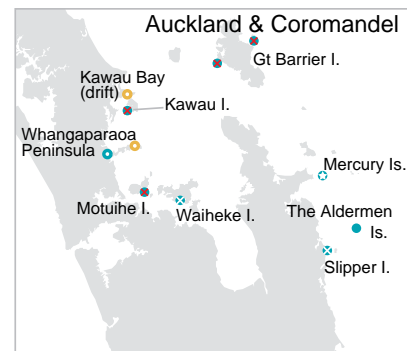 Auckland & Coromandel
Gt Barrier I.
Kawau Bay
(drift)
Kawau I.
Whangaparaoa
Peninsula
Mercury Is.
Motuihe I.
Waiheke I.
The Aldermen
Is.
Slipper I.